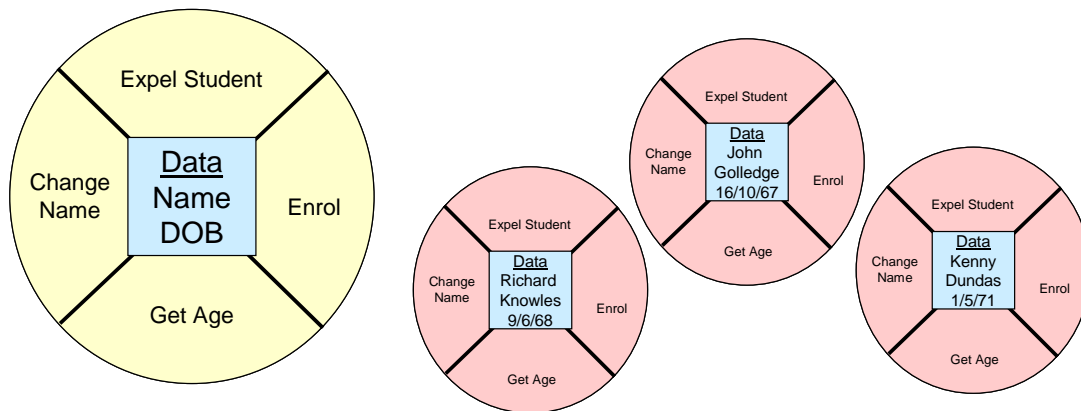 Expel Student
Change
Name
Data
Name
DOB
Enrol
Get Age
Expel Student
Change
Name
Data
Richard
Knowles
9/6/68
Enrol
Get Age
Expel Student
Change
Name
Data
John
Golledge
16/10/67
Enrol
Get Age
Expel Student
Change
Name
Data
Kenny
Dundas
1/5/71
Enrol
Get Age